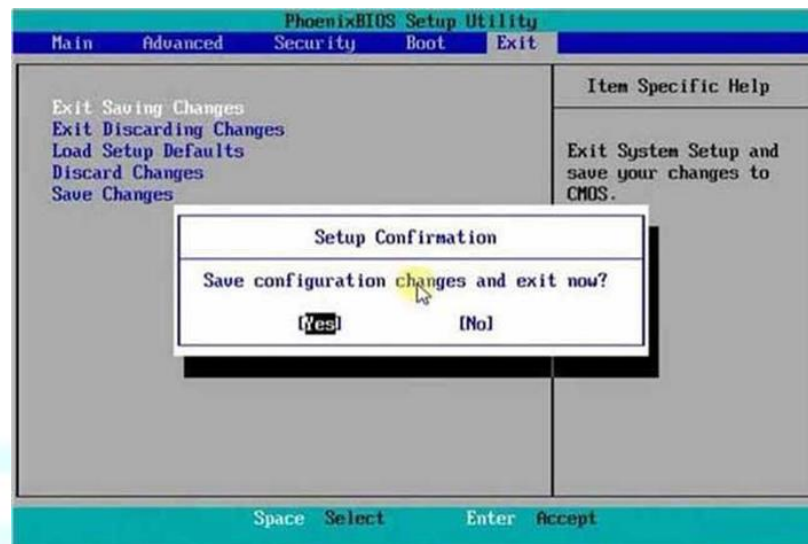 PhoenixBIOS Setup Utility
Main Advanced Security Boot Exit
Exit Saving Changes
Exit Discarding Changes
Load Setup Defaults
Discard Changes
Save Changes
Item Specific Help
Exit System Setup and
save your changes to
CMOS.
Setup Confirmation
Save configuration changes and exit now?
[Yes] [No]
Space Select Enter Accept